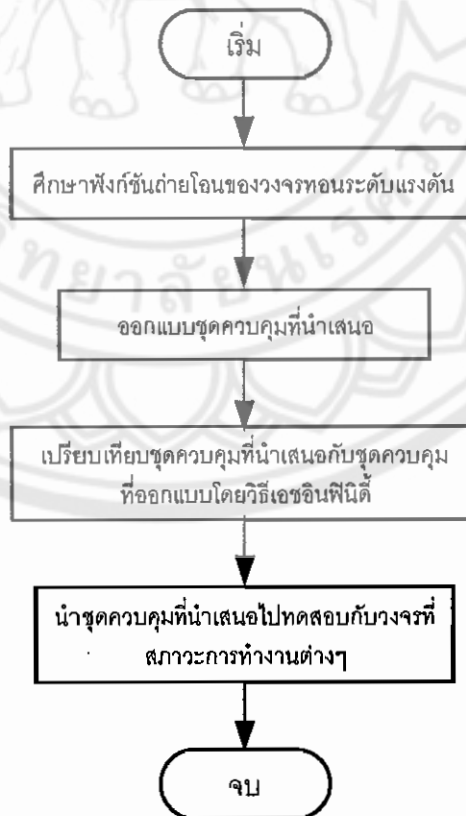 เริ่ม
ศึกษาฟังก์ชันถ่ายโอนของวงจรทอนระดับแรงดัน
ออกแบบชุดควบคุมที่นำเสนอ
เปรียบเทียบชุดควบคุมที่นำเสนอกับชุดควบคุม
ที่ออกแบบโดยวิธีเอชอินฟินิตี้
นำชุดควบคุมที่นำเสนอไปทดสอบกับวงจรที่
สภาวะการทำงานต่างๆ
จบ